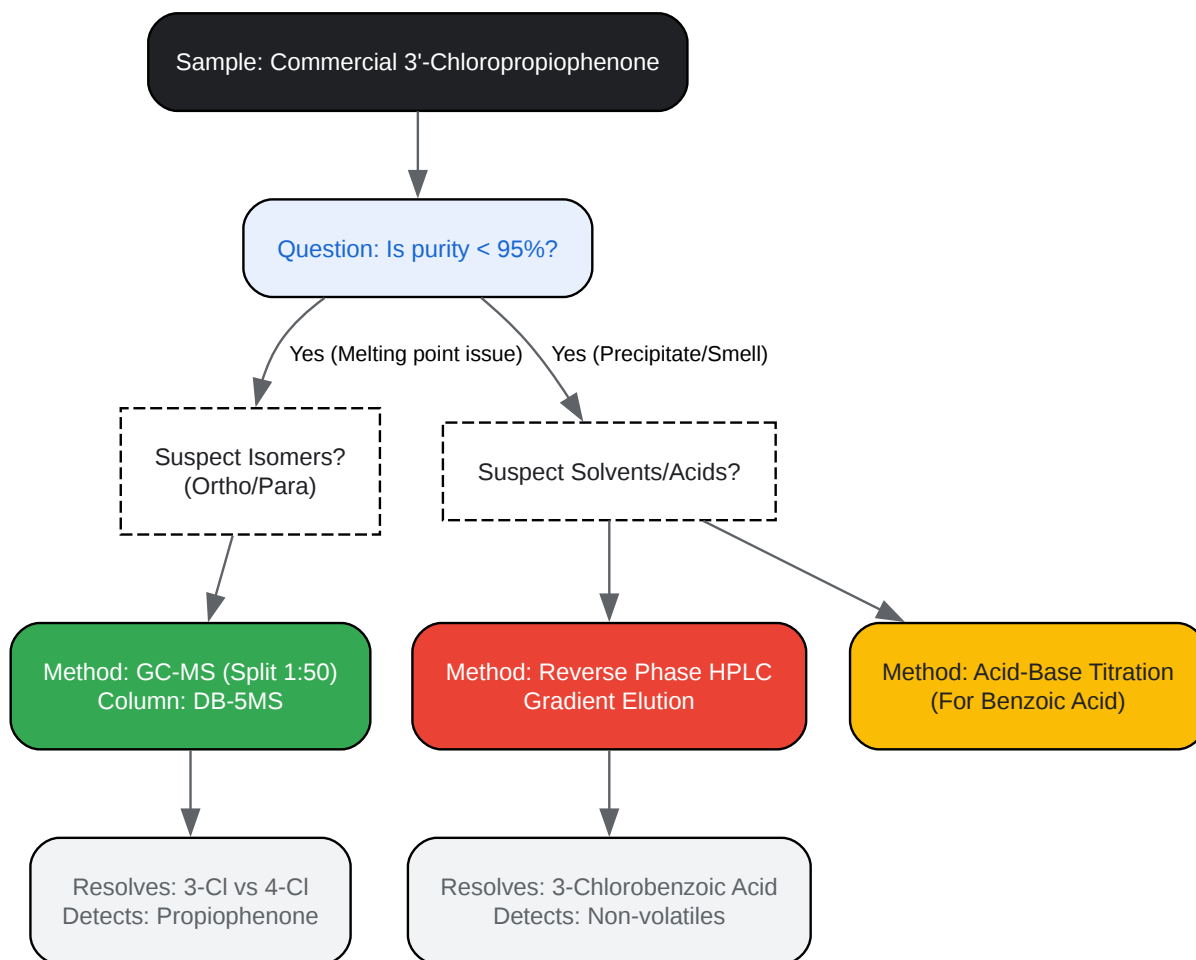 Sample: Commercial 3'-Chloropropiophenone
Question: Is purity < 95%?
Yes (Melting point issue)
Yes (Precipitate/Smell)
Suspect Isomers?
(Ortho/Para)
Suspect Solvents/Acids?
Method: GC-MS (Split 1:50)
Column: DB-5MS
Method: Reverse Phase HPLC
Gradient Elution
Method: Acid-Base Titration
(For Benzoic Acid)
Resolves: 3-Cl vs 4-Cl
Detects: Propiophenone
Resolves: 3-Chlorobenzoic Acid
Detects: Non-volatiles